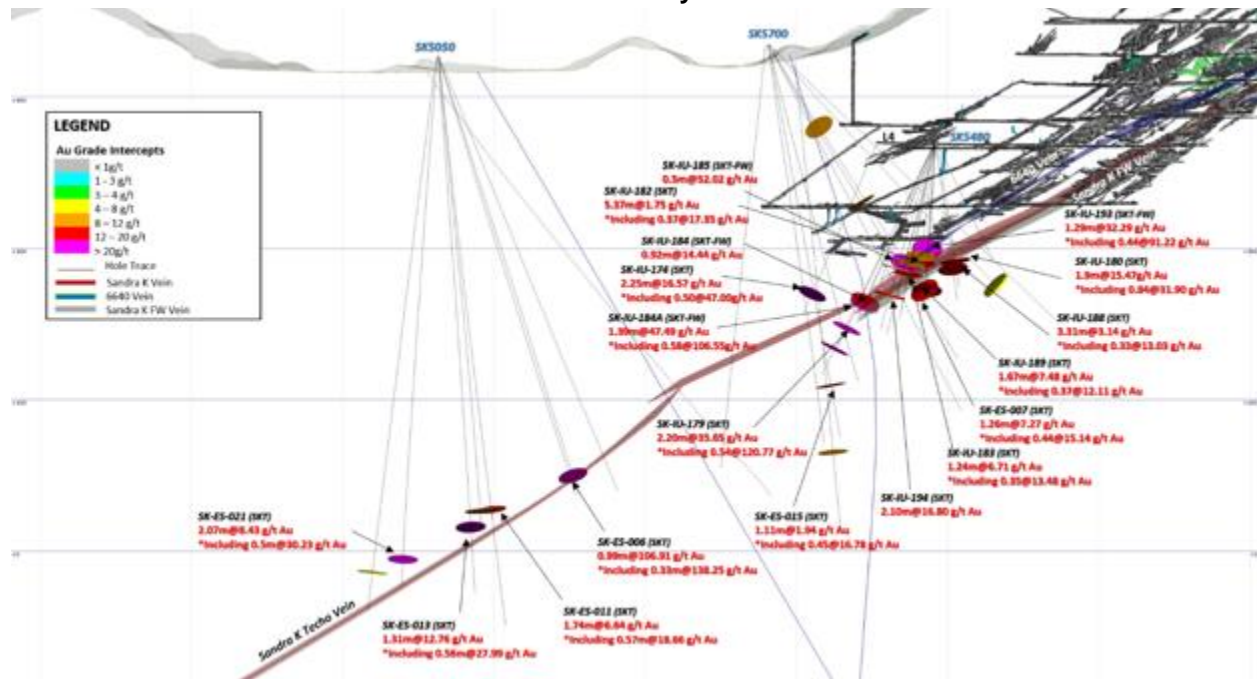 SK5050
SK5700
LEGEND
Au Grade Intercepts
< 1g/t
1 - 3 g/t
3 – 4 g/t
4 – 8 g/t
8 – 12 g/t
12 – 20 g/t
> 20g/t
Hole Trace
Sandra K Vein
6640 Vein
Sandra K FW Vein
L4
SK5480
6640 Vein
Sandra K FW Vein
SK-IU-185 (SKT-FW)
0.5m@52.02 g/t Au
SK-IU-182 (SKT)
5.37m@1.75 g/t Au
*Including 0.37@17.35 g/t Au
SK-IU-184 (SKT-FW)
0.92m@14.44 g/t Au
SK-IU-174 (SKT)
2.25m@16.57 g/t Au
*Including 0.50@47.00g/t Au
SK-IU-184A (SKT-FW)
1.39m@47.49 g/t Au
*Including 0.58@106.55g/t Au
SK-IU-193 (SKT-FW)
1.29m@32.29 g/t Au
*Including 0.44@91.22 g/t Au
SK-IU-180 (SKT)
1.9m@15.47g/t Au
*Including 0.84@31.90 g/t Au
SK-IU-188 (SKT)
3.31m@3.14 g/t Au
*Including 0.33@13.03 g/t Au
SK-IU-189 (SKT)
1.67m@7.48 g/t Au
*Including 0.37@12.11 g/t Au
SK-ES-007 (SKT)
1.26m@7.27 g/t Au
*Including 0.44@15.14 g/t Au
SK-IU-183 (SKT)
1.24m@6.71 g/t Au
*Including 0.35@13.48 g/t Au
SK-IU-194 (SKT)
2.10m@16.80 g/t Au
SK-IU-179 (SKT)
2.20m@35.65 g/t Au
*Including 0.54@120.77 g/t Au
SK-ES-015 (SKT)
1.11m@1.94 g/t Au
*Including 0.45@16.78 g/t Au
SK-ES-006 (SKT)
0.99m@106.91 g/t Au
*Including 0.33m@138.25 g/t Au
SK-ES-021 (SKT)
2.07m@8.43 g/t Au
*Including 0.5m@30.23 g/t Au
SK-ES-013 (SKT)
1.31m@12.76 g/t Au
*Including 0.56m@27.99 g/t Au
SK-ES-011 (SKT)
1.74m@6.64 g/t Au
*Including 0.57m@18.66 g/t Au
Sandra K Techo Vein